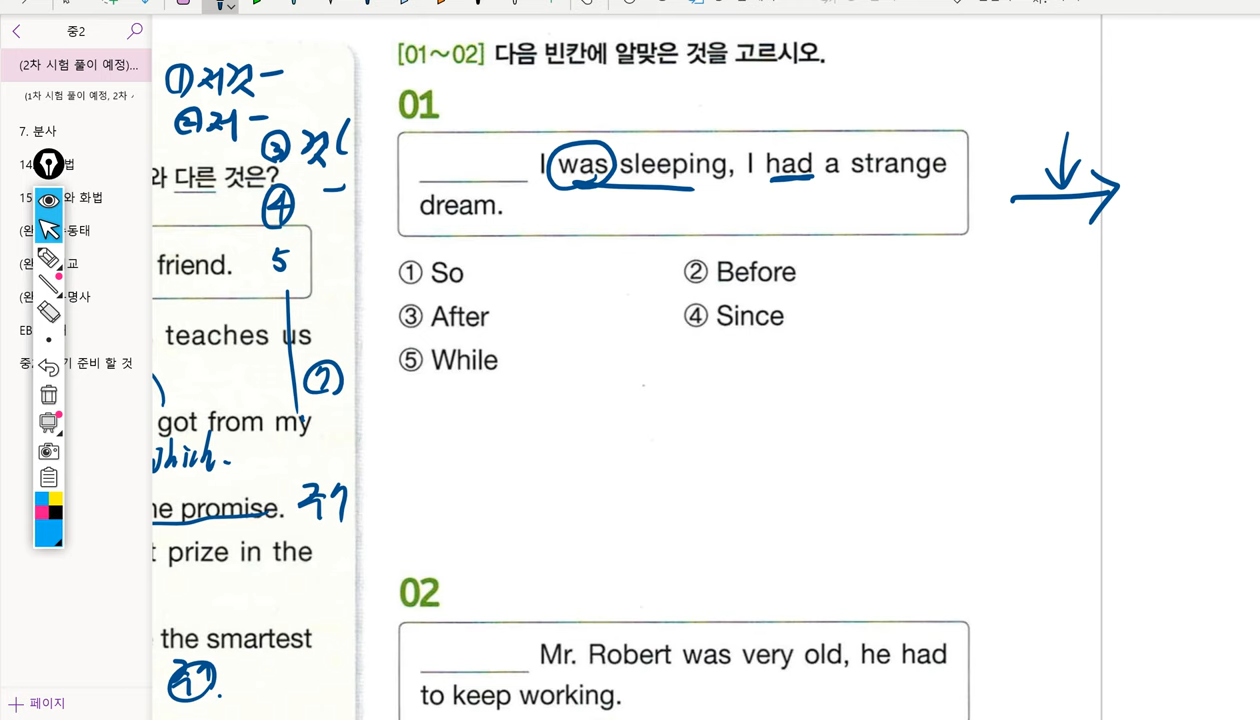 중2
(2차 시험 풀이 예정)...
(1차 시험 풀이 예정, 2차
7. 분사
14
법
15
와 화법
(완
동태
(완
교
(완
명사
EB
중2
기 준비 할 것
페이지
① 저것 –
② 저 –
③ 것(
④
5
와 다른 것은?
friend.
teaches us
⑦
got from my
which.
he promise. 주가
t prize in the
the smartest
[01~02] 다음 빈칸에 알맞은 것을 고르시오.
01
________ I was sleeping, I had a strange
dream.
① So
② Before
③ After
④ Since
⑤ While
02
________ Mr. Robert was very old, he had
to keep working.